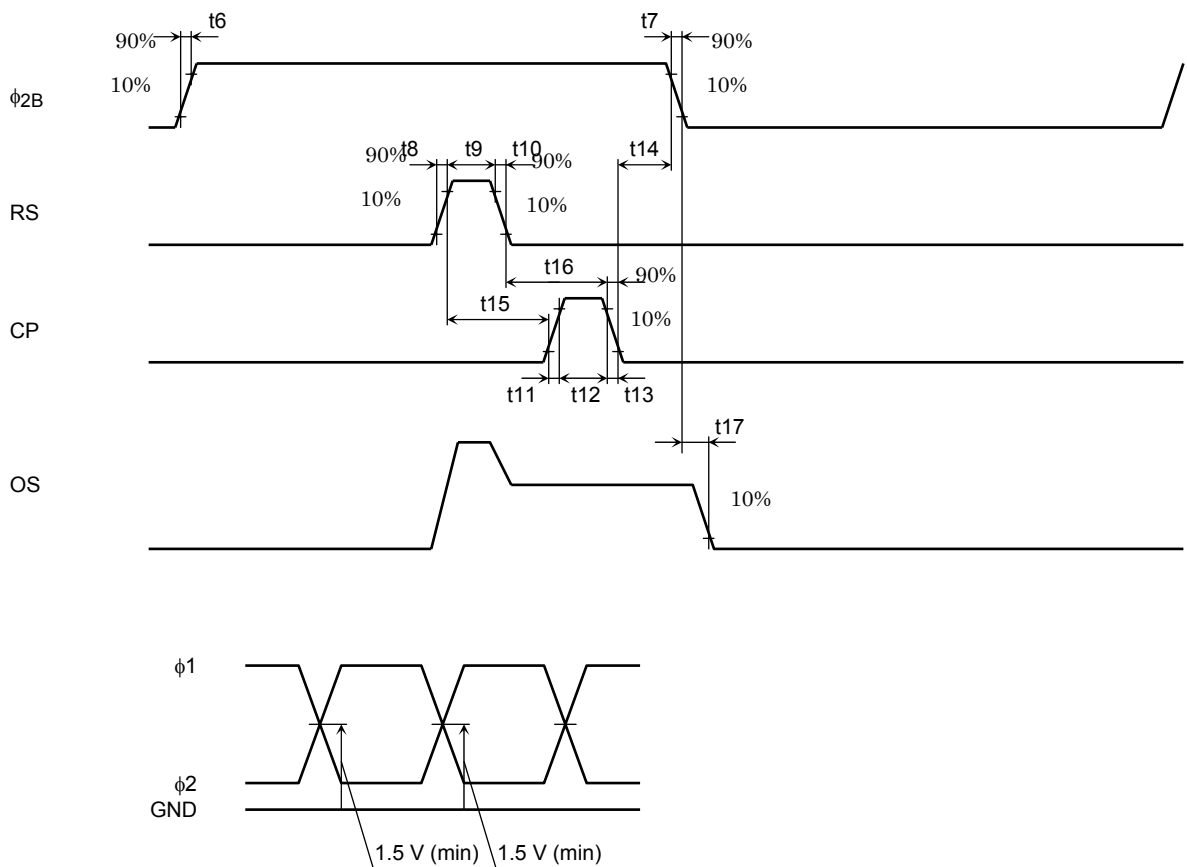 t6
t7
90%
90%
10%
10%
ϕ2B
90%
t8
t9
t10
90%
t14
10%
10%
RS
t16
90%
t15
10%
CP
t11
t12
t13
t17
OS
10%
ϕ1
ϕ2
GND
1.5 V (min)
1.5 V (min)